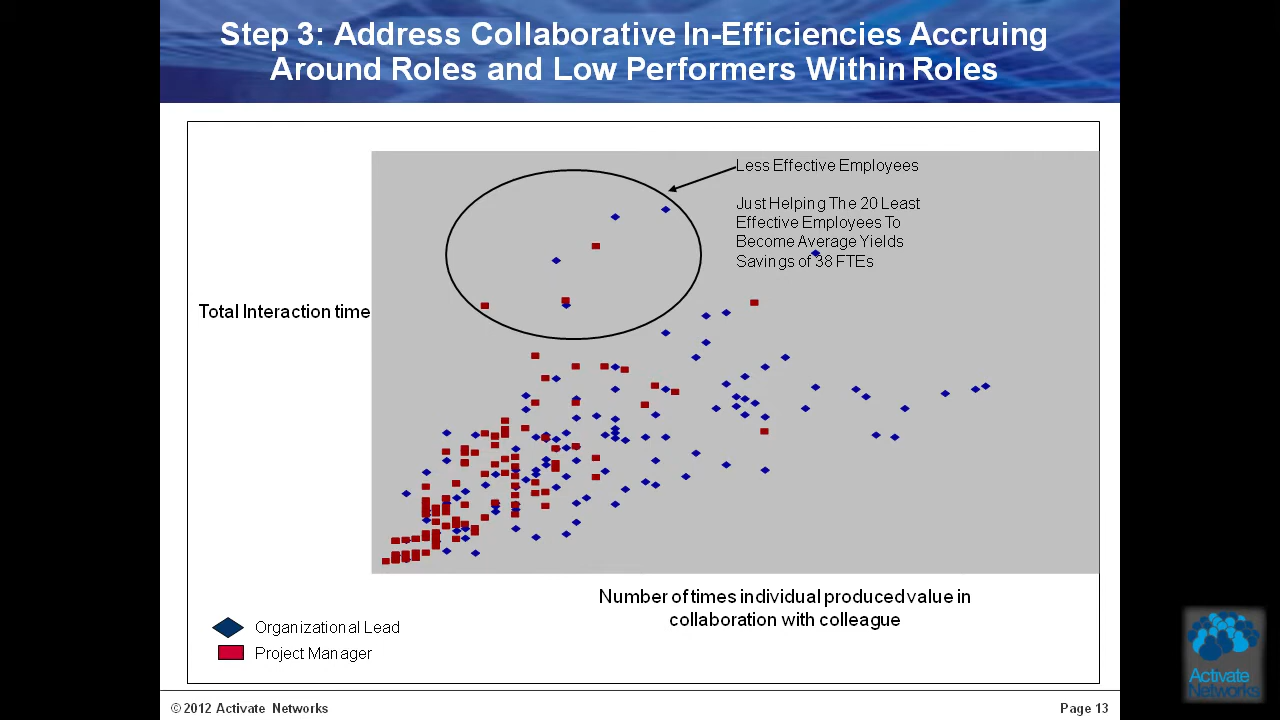 Step 3: Address Collaborative In-Efficiencies Accruing
Around Roles and Low Performers Within Roles
Less Effective Employees
Just Helping The 20 Least
Effective Employees To
Become Average Yields
Savings of 38 FTEs
Total Interaction time
Number of times individual produced value in
collaboration with colleague
Organizational Lead
Project Manager
© 2012 Activate Networks
Page 13
Activate
Networks